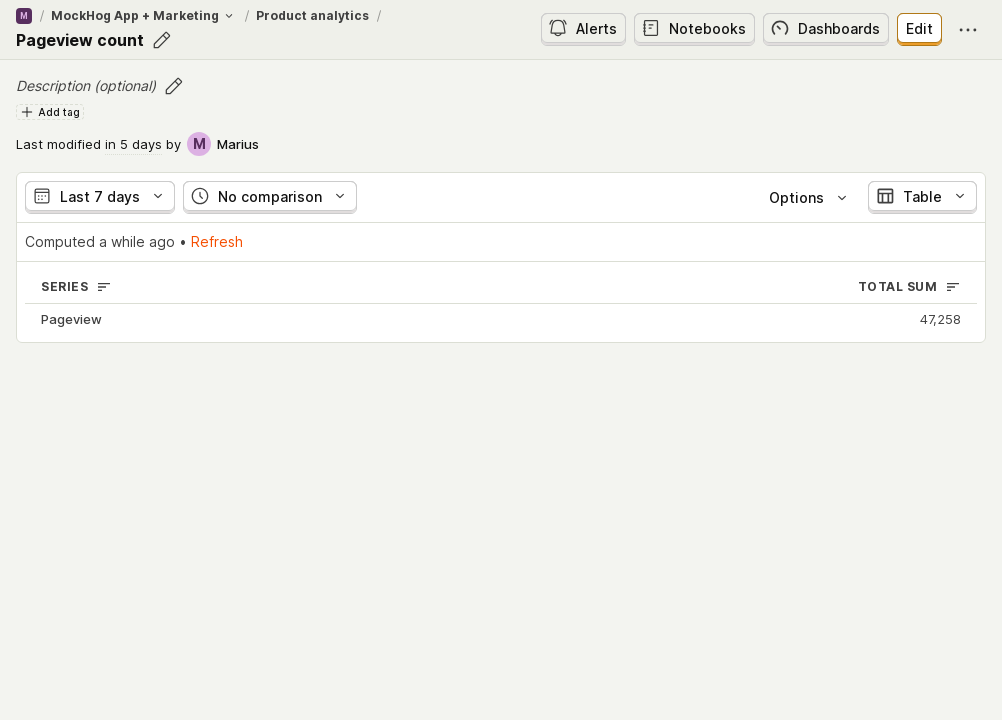 M / MockHog App + Marketing / Product analytics /
Pageview count
Alerts Notebooks Dashboards Edit
Description (optional)
Add tag
Last modified in 5 days by M Marius
Last 7 days No comparison Options Table
Computed a while ago • Refresh
SERIES TOTAL SUM
Pageview 47,258